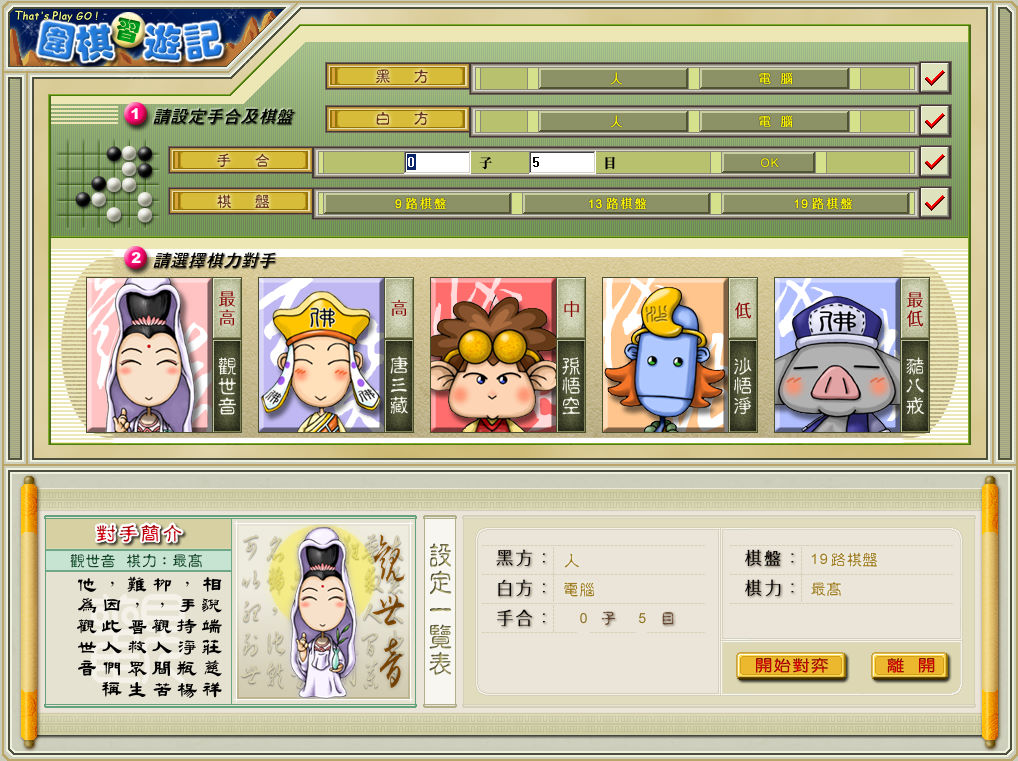 That's Play GO!
圍棋習遊記
黑方 人 電腦
1 請設定手合及棋盤
白方 人 電腦
手合 0 子 5 目 OK
棋盤 9路棋盤 13路棋盤 19路棋盤
2 請選擇棋力對手
最高
觀世音
佛
佛
佛
高
唐三藏
中
孫悟空
低
沙悟淨
佛
最低
豬八戒
對手簡介
觀世音 棋力：最高
相貌端莊慈祥
，手持淨瓶楊
柳，觀人間苦
難，普救眾生
，因此人們稱
他為觀世音
觀世音
設定一覽表
黑方： 人
白方： 電腦
手合： 0 子 5 目
棋盤： 19路棋盤
棋力： 最高
開始對弈
離開